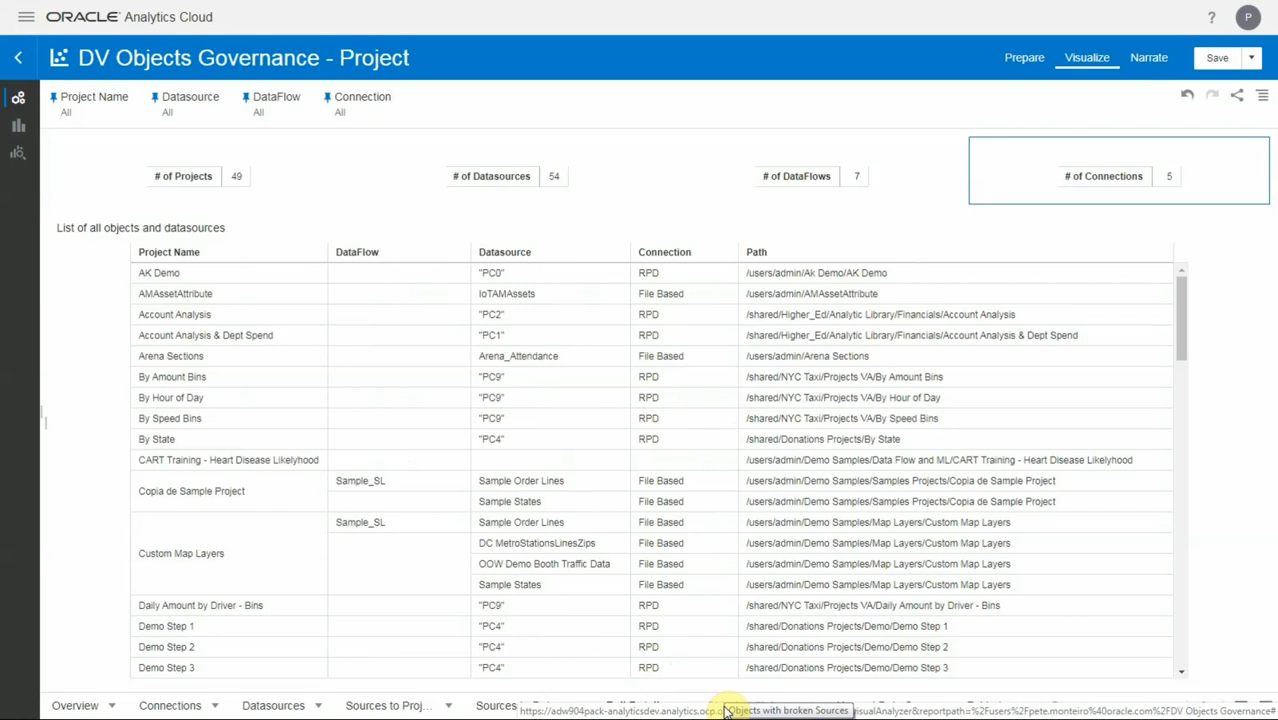 ORACLE Analytics Cloud
? P
DV Objects Governance - Project
Prepare Visualize Narrate Save
Project Name Datasource DataFlow Connection
All All All All
# of Projects 49 # of Datasources 54 # of DataFlows 7 # of Connections 5
List of all objects and datasources
Project Name DataFlow Datasource Connection Path
AK Demo "PC0" RPD /users/admin/Ak Demo/AK Demo
AMAssetAttribute IoTAMAssets File Based /users/admin/AMAssetAttribute
Account Analysis "PC2" RPD /shared/Higher_Ed/Analytic Library/Financials/Account Analysis
Account Analysis & Dept Spend "PC1" RPD /shared/Higher_Ed/Analytic Library/Financials/Account Analysis & Dept Spend
Arena Sections Arena_Attendance File Based /users/admin/Arena Sections
By Amount Bins "PC9" RPD /shared/NYC Taxi/Projects VA/By Amount Bins
By Hour of Day "PC9" RPD /shared/NYC Taxi/Projects VA/By Hour of Day
By Speed Bins "PC9" RPD /shared/NYC Taxi/Projects VA/By Speed Bins
By State "PC4" RPD /shared/Donations Projects/By State
CART Training - Heart Disease Likelyhood /users/admin/Demo Samples/Data Flow and ML/CART Training - Heart Disease Likelyhood
Copia de Sample Project Sample_SL Sample Order Lines File Based /users/admin/Demo Samples/Samples Projects/Copia de Sample Project
Sample States File Based /users/admin/Demo Samples/Samples Projects/Copia de Sample Project
Custom Map Layers Sample_SL Sample Order Lines File Based /users/admin/Demo Samples/Map Layers/Custom Map Layers
DC MetroStationsLinesZips File Based /users/admin/Demo Samples/Map Layers/Custom Map Layers
OOW Demo Booth Traffic Data File Based /users/admin/Demo Samples/Map Layers/Custom Map Layers
Sample States File Based /users/admin/Demo Samples/Map Layers/Custom Map Layers
Daily Amount by Driver - Bins "PC9" RPD /shared/NYC Taxi/Projects VA/Daily Amount by Driver - Bins
Demo Step 1 "PC4" RPD /shared/Donations Projects/Demo/Demo Step 1
Demo Step 2 "PC4" RPD /shared/Donations Projects/Demo/Demo Step 2
Demo Step 3 "PC4" RPD /shared/Donations Projects/Demo/Demo Step 3
Overview Connections Datasources Sources to Proj... Sources
https://adw904pack-analyticsdev.analytics.ocp.o Objects with broken Sources isualAnalyzer&reportpath=%2Fusers%2Fpete.monteiro%40oracle.com%2FDV Objects Governance#